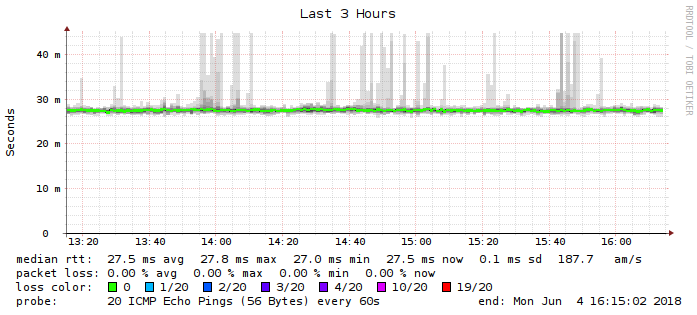 Last 3 Hours
RRDTOOL / TOBI OETIKER
Seconds
40 m
30 m
20 m
10 m
0
13:20 13:40 14:00 14:20 14:40 15:00 15:20 15:40 16:00
median rtt: 27.5 ms avg 27.8 ms max 27.0 ms min 27.5 ms now 0.1 ms sd 187.7 am/s
packet loss: 0.00 % avg 0.00 % max 0.00 % min 0.00 % now
loss color: 0 1/20 2/20 3/20 4/20 10/20 19/20
probe: 20 ICMP Echo Pings (56 Bytes) every 60s end: Mon Jun 4 16:15:02 2018